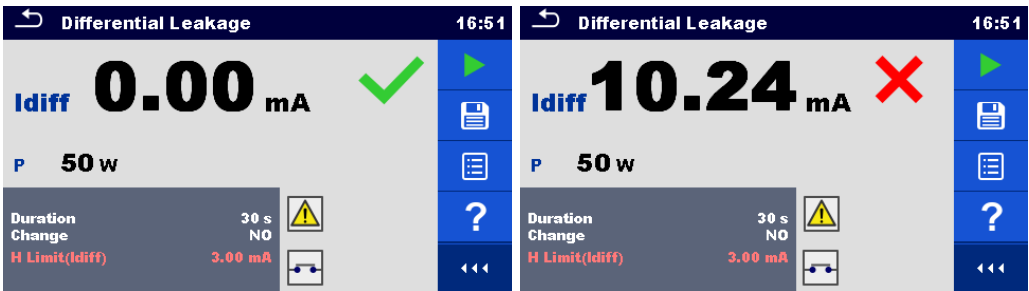 Differential Leakage 16:51
Idiff 0.00 mA
P 50 W
Duration 30 s
Change NO
H Limit(Idiff) 3.00 mA
?
Differential Leakage 16:51
Idiff 10.24 mA
P 50 W
Duration 30 s
Change NO
H Limit(Idiff) 3.00 mA
?